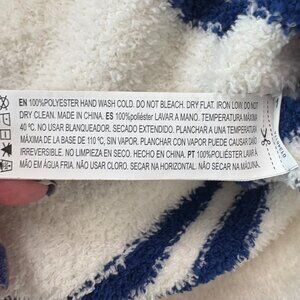 EN 100%POLYESTER HAND WASH COLD. DO NOT BLEACH. DRY FLAT. IRON LOW. DO NOT
DRY CLEAN. MADE IN CHINA. ES 100%poliéster LAVAR A MANO. TEMPERATURA MÁXIMA
40 ºC. NO USAR BLANQUEADOR. SECADO EXTENDIDO. PLANCHAR A UNA TEMPERATURA
MÁXIMA DE LA BASE DE 110 ºC, SIN VAPOR. PLANCHAR CON VAPOR PUEDE CAUSAR DAÑO
IRREVERSIBLE. NO LIMPIEZA EN SECO. HECHO EN CHINA. PT 100%POLIÉSTER LAVAR À
MÃO EM ÁGUA FRIA. NÃO USAR CLORO. SECAR NA HORIZONTAL. NÃO SECAR NA MÁQUINA